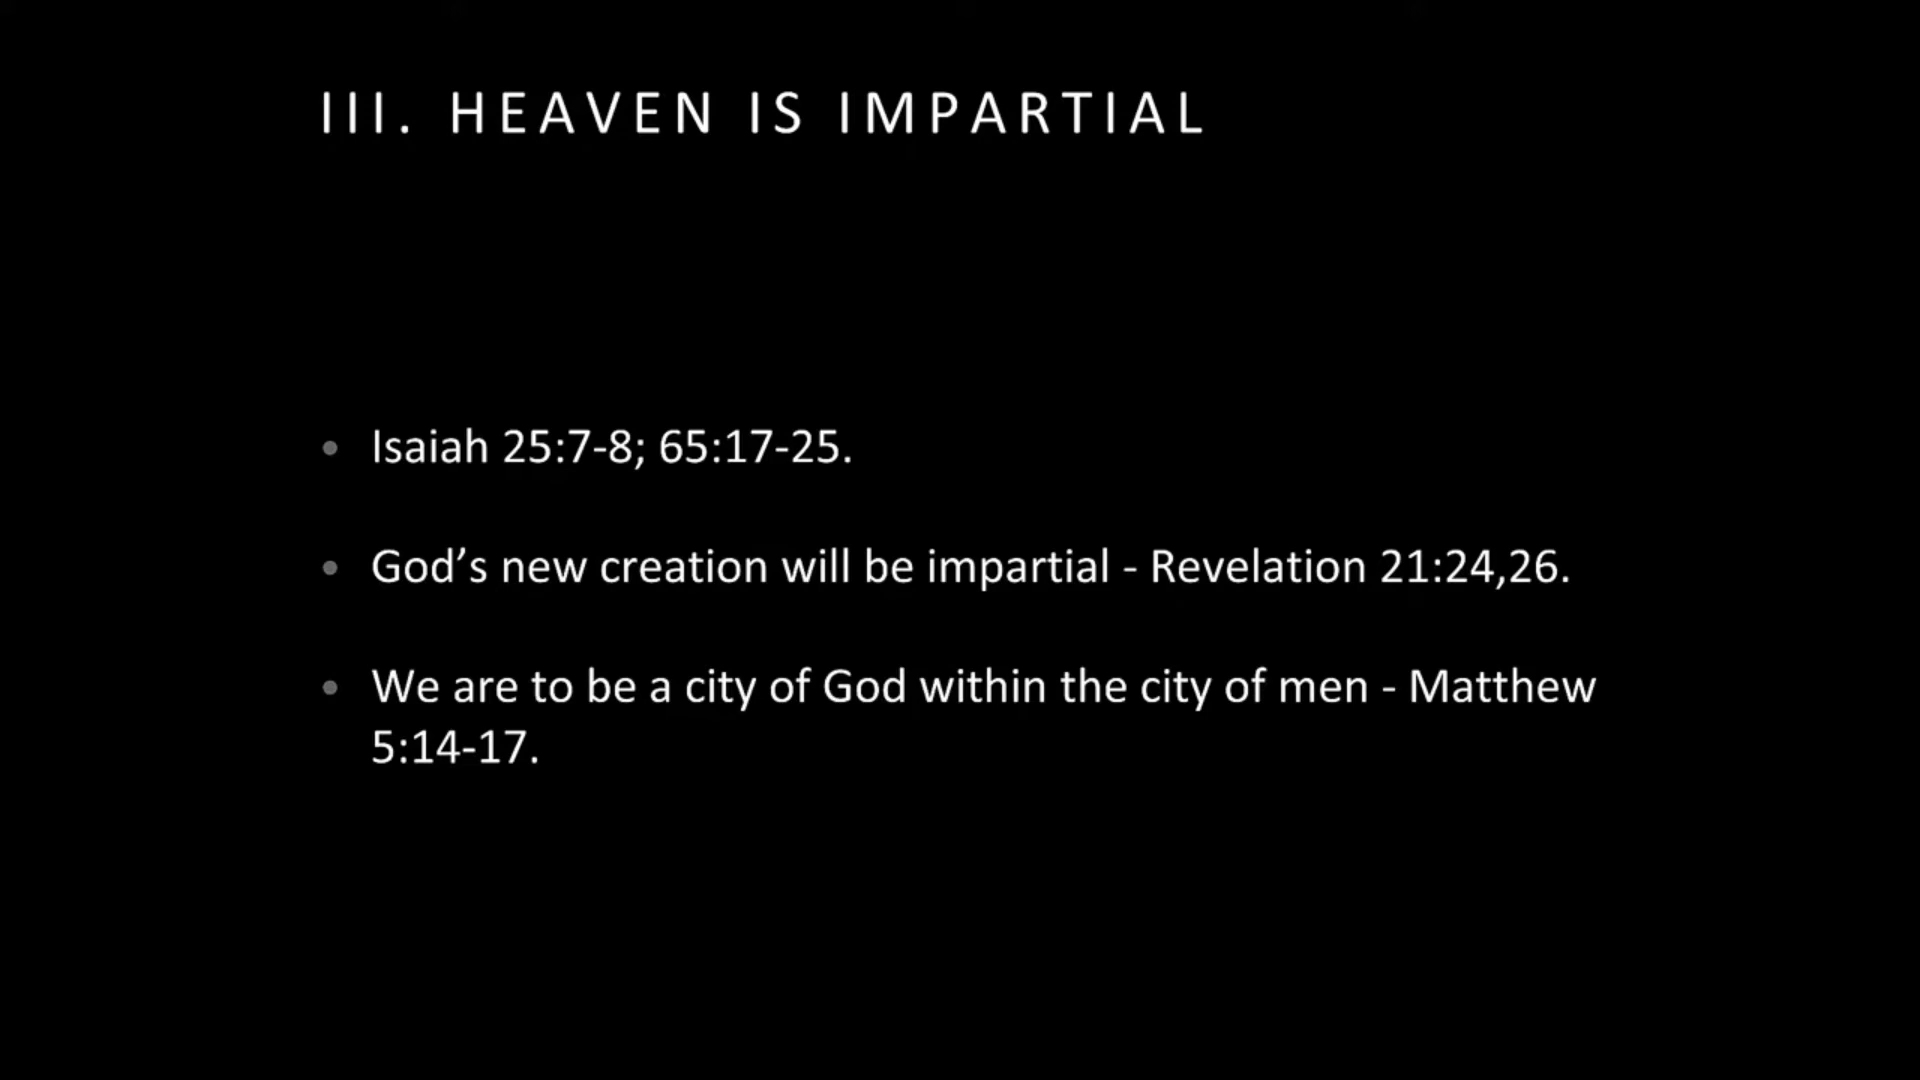 III. HEAVEN IS IMPARTIAL
• Isaiah 25:7-8; 65:17-25.
• God’s new creation will be impartial - Revelation 21:24,26.
• We are to be a city of God within the city of men - Matthew
5:14-17.